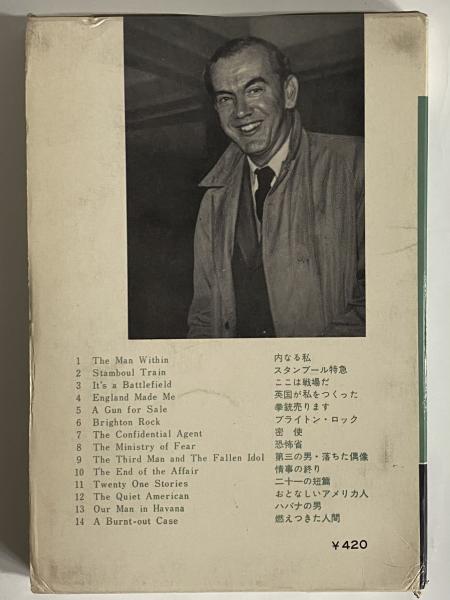 1 The Man Within 内なる私
2 Stamboul Train スタンブール特急
3 It's a Battlefield ここは戦場だ
4 England Made Me 英国が私をつくった
5 A Gun for Sale 拳銃売ります
6 Brighton Rock ブライトン・ロック
7 The Confidential Agent 密使
8 The Ministry of Fear 恐怖省
9 The Third Man and The Fallen Idol 第三の男・落ちた偶像
10 The End of the Affair 情事の終り
11 Twenty One Stories 二十一の短篇
12 The Quiet American おとなしいアメリカ人
13 Our Man in Havana ハバナの男
14 A Burnt-out Case 燃えつきた人間
¥420